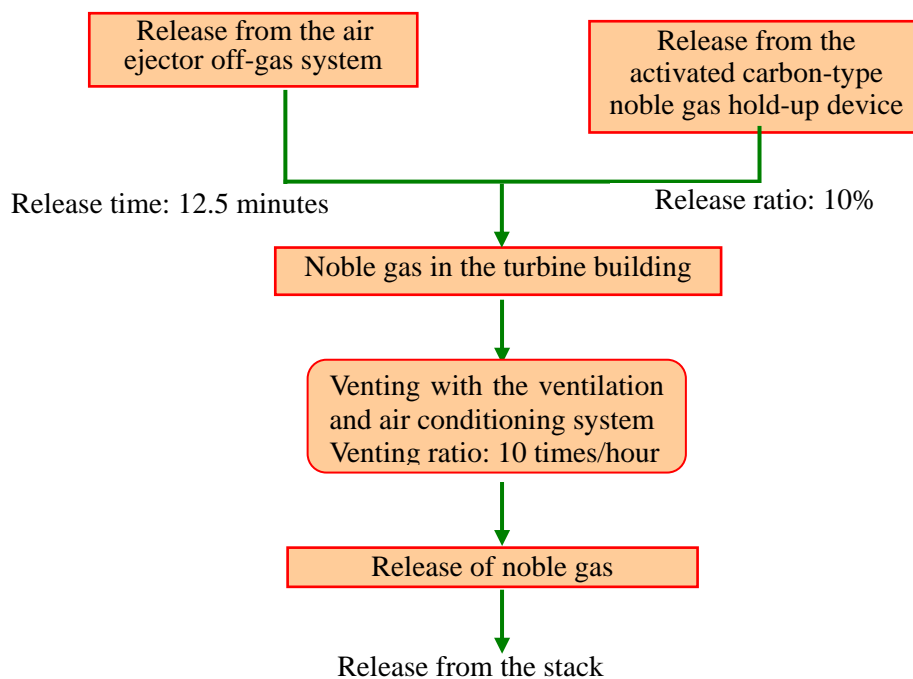 Release from the air
ejector off-gas system
Release from the
activated carbon-type
noble gas hold-up device
Release time: 12.5 minutes
Release ratio: 10%
Noble gas in the turbine building
Venting with the ventilation
and air conditioning system
Venting ratio: 10 times/hour
Release of noble gas
Release from the stack